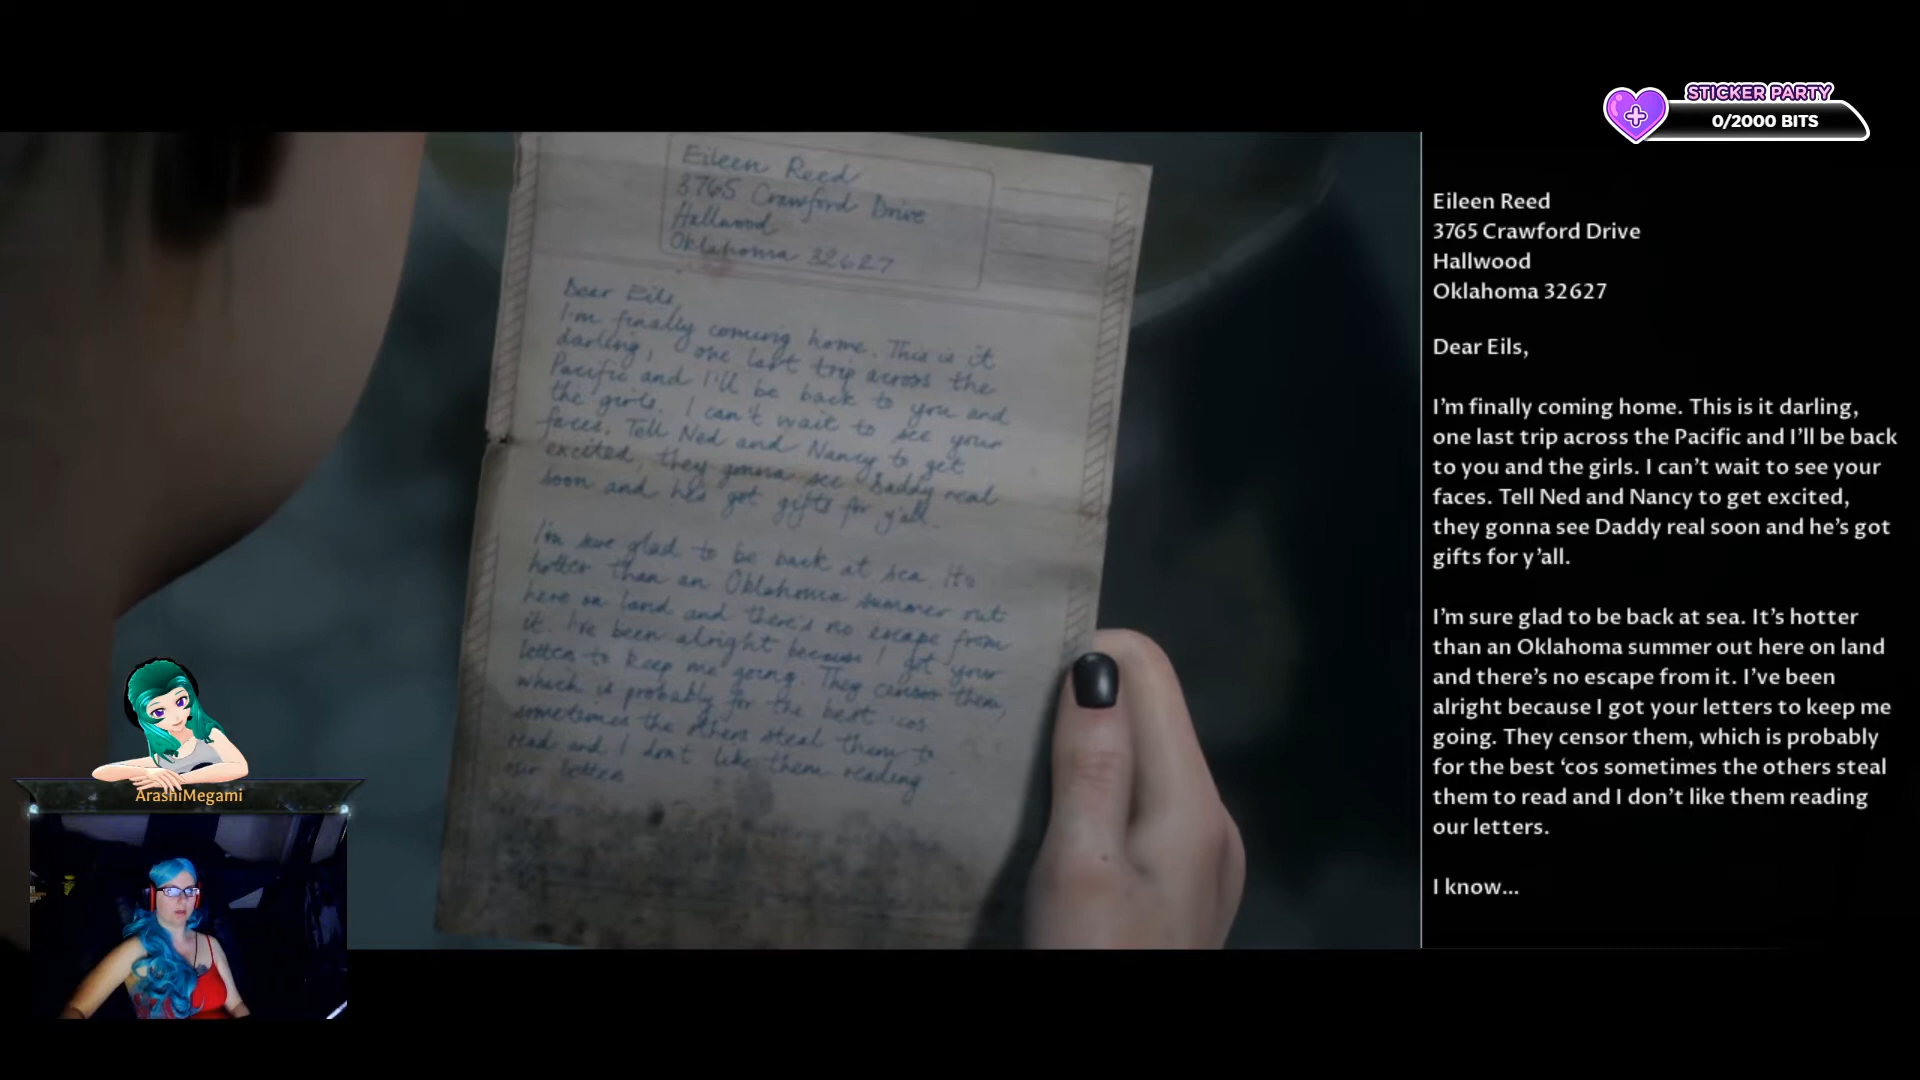 STICKER PARTY
0/2000 BITS
Eileen Reed
3765 Crawford Drive
Hallwood
Oklahoma 32627
Dear Eils,
I'm finally coming home. This is it
darling, one last trip across the
Pacific and I'll be back to you and
the girls. I can't wait to see your
faces. Tell Ned and Nancy to get
excited, they gonna see Daddy real
soon and he's got gifts for y'all.
I'm sure glad to be back at sea. It's
hotter than an Oklahoma summer out
here on land and there's no escape from
it. I've been alright because I got your
letters to keep me going. They censor them,
which is probably for the best 'cos
sometimes the others steal them to
read and I don't like them reading
our letters
Eileen Reed
3765 Crawford Drive
Hallwood
Oklahoma 32627
Dear Eils,
I'm finally coming home. This is it darling,
one last trip across the Pacific and I'll be back
to you and the girls. I can't wait to see your
faces. Tell Ned and Nancy to get excited,
they gonna see Daddy real soon and he's got
gifts for y'all.
I'm sure glad to be back at sea. It's hotter
than an Oklahoma summer out here on land
and there's no escape from it. I've been
alright because I got your letters to keep me
going. They censor them, which is probably
for the best 'cos sometimes the others steal
them to read and I don't like them reading
our letters.
I know...
ArashiMegami